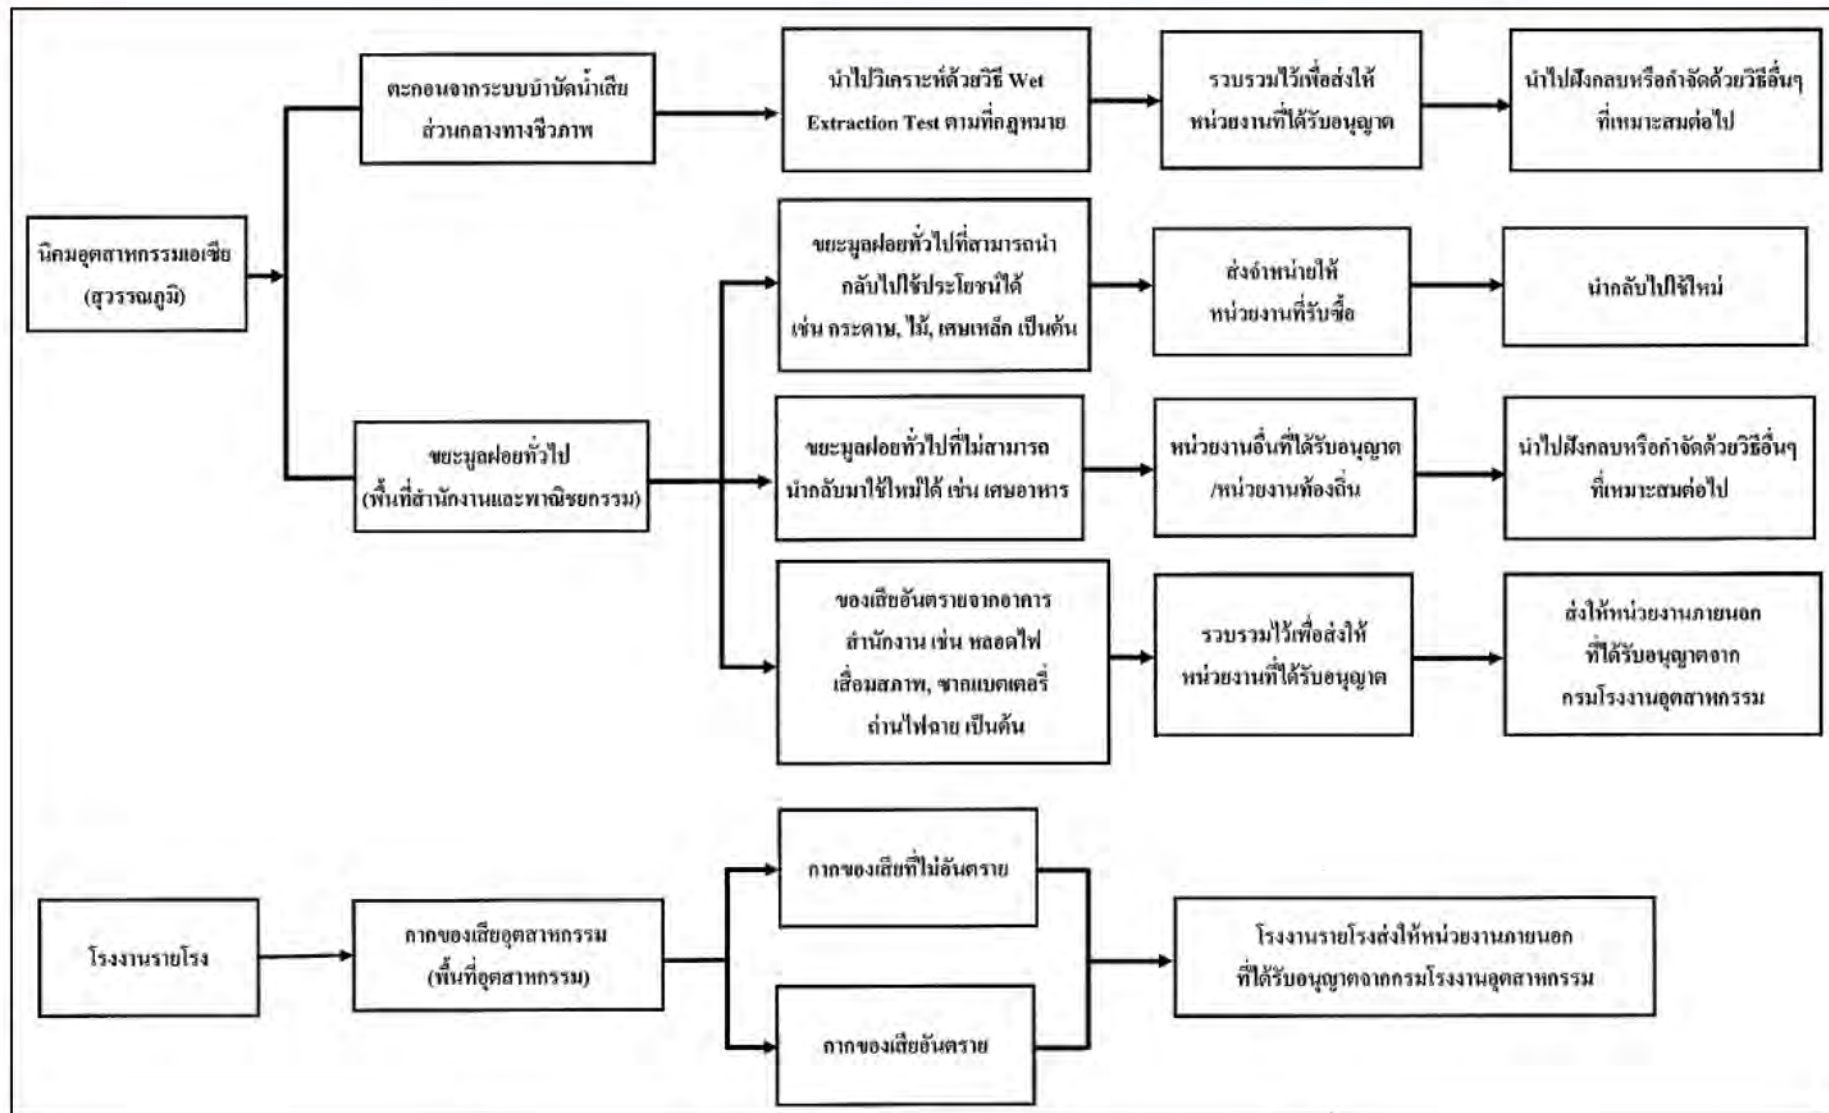 นิคมอุตสาหกรรมเอเซีย
(สุวรรณภูมิ)
ตะกอนจากระบบบำบัดน้ำเสีย
ส่วนกลางทางชีวภาพ
นำไปวิเคราะห์ด้วยวิธี Wet
Extraction Test ตามที่กฎหมาย
รวบรวมไว้เพื่อส่งให้
หน่วยงานที่ได้รับอนุญาต
นำไปฝังกลบหรือกำจัดด้วยวิธีอื่นๆ
ที่เหมาะสมต่อไป
ขยะมูลฝอยทั่วไป
(พื้นที่สำนักงานและพาณิชยกรรม)
ขยะมูลฝอยทั่วไปที่สามารถนำ
กลับไปใช้ประโยชน์ได้
เช่น กระดาษ, ไม้, เศษเหล็ก เป็นต้น
ส่งจำหน่ายให้
หน่วยงานที่รับซื้อ
นำกลับไปใช้ใหม่
ขยะมูลฝอยทั่วไปที่ไม่สามารถ
นำกลับมาใช้ใหม่ได้ เช่น เศษอาหาร
หน่วยงานอื่นที่ได้รับอนุญาต
/หน่วยงานท้องถิ่น
นำไปฝังกลบหรือกำจัดด้วยวิธีอื่นๆ
ที่เหมาะสมต่อไป
ของเสียอันตรายจากอาการ
สำนักงาน เช่น หลอดไฟ
เสื่อมสภาพ, ซากแบตเตอรี่
ถ่านไฟฉาย เป็นต้น
รวบรวมไว้เพื่อส่งให้
หน่วยงานที่ได้รับอนุญาต
ส่งให้หน่วยงานภายนอก
ที่ได้รับอนุญาตจาก
กรมโรงงานอุตสาหกรรม
โรงงานรายโรง
กากของเสียอุตสาหกรรม
(พื้นที่อุตสาหกรรม)
กากของเสียที่ไม่อันตราย
กากของเสียอันตราย
โรงงานรายโรงส่งให้หน่วยงานภายนอก
ที่ได้รับอนุญาตจากกรมโรงงานอุตสาหกรรม